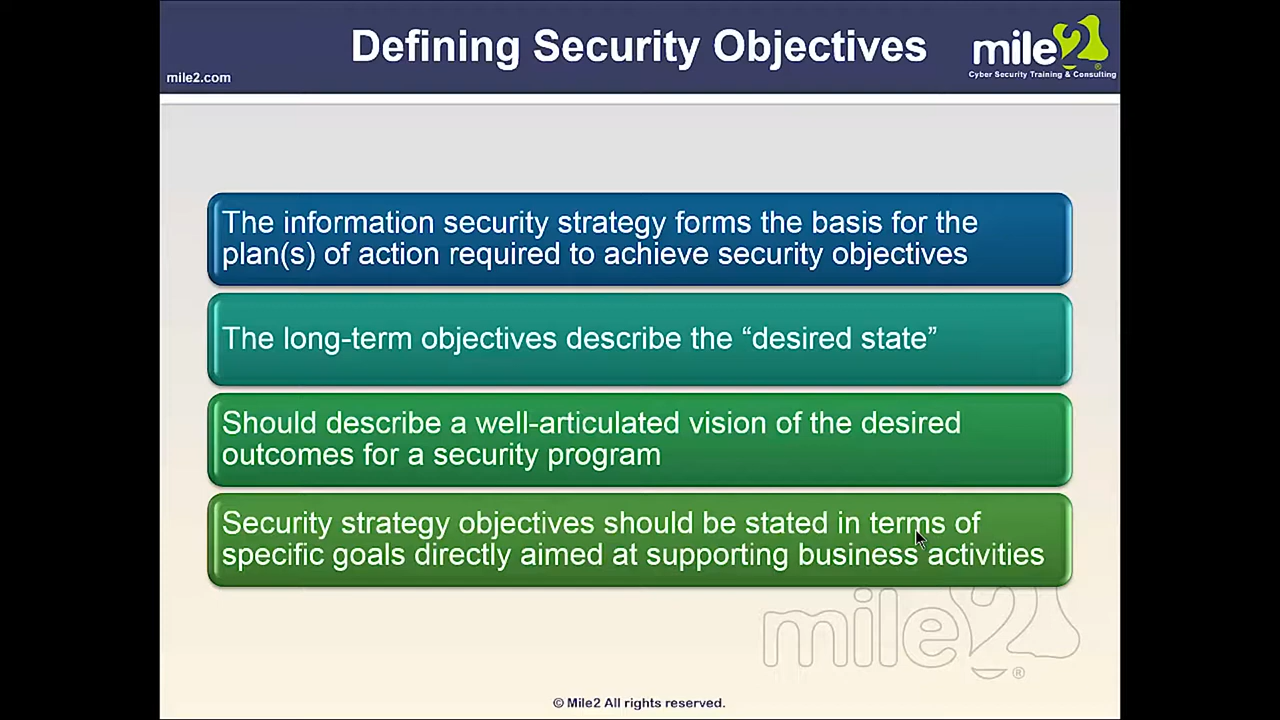 Defining Security Objectives
mile2
Cyber Security Training & Consulting
mile2.com
The information security strategy forms the basis for the
plan(s) of action required to achieve security objectives
The long-term objectives describe the “desired state”
Should describe a well-articulated vision of the desired
outcomes for a security program
Security strategy objectives should be stated in terms of
specific goals directly aimed at supporting business activities
mile2®
© Mile2 All rights reserved.